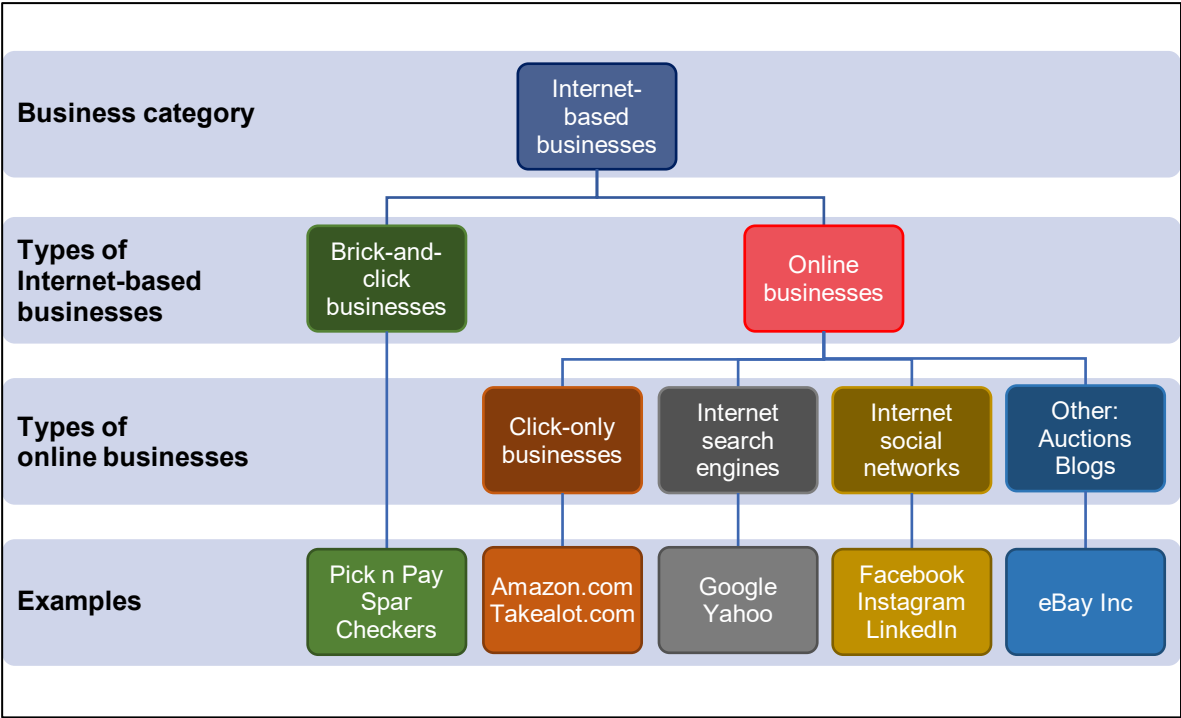 Business category
Internet-
based
businesses
Types of
Internet-based
businesses
Brick-and-
click
businesses
Online
businesses
Types of
online businesses
Click-only
businesses
Internet
search
engines
Internet
social
networks
Other:
Auctions
Blogs
Examples
Pick n Pay
Spar
Checkers
Amazon.com
Takealot.com
Google
Yahoo
Facebook
Instagram
LinkedIn
eBay Inc